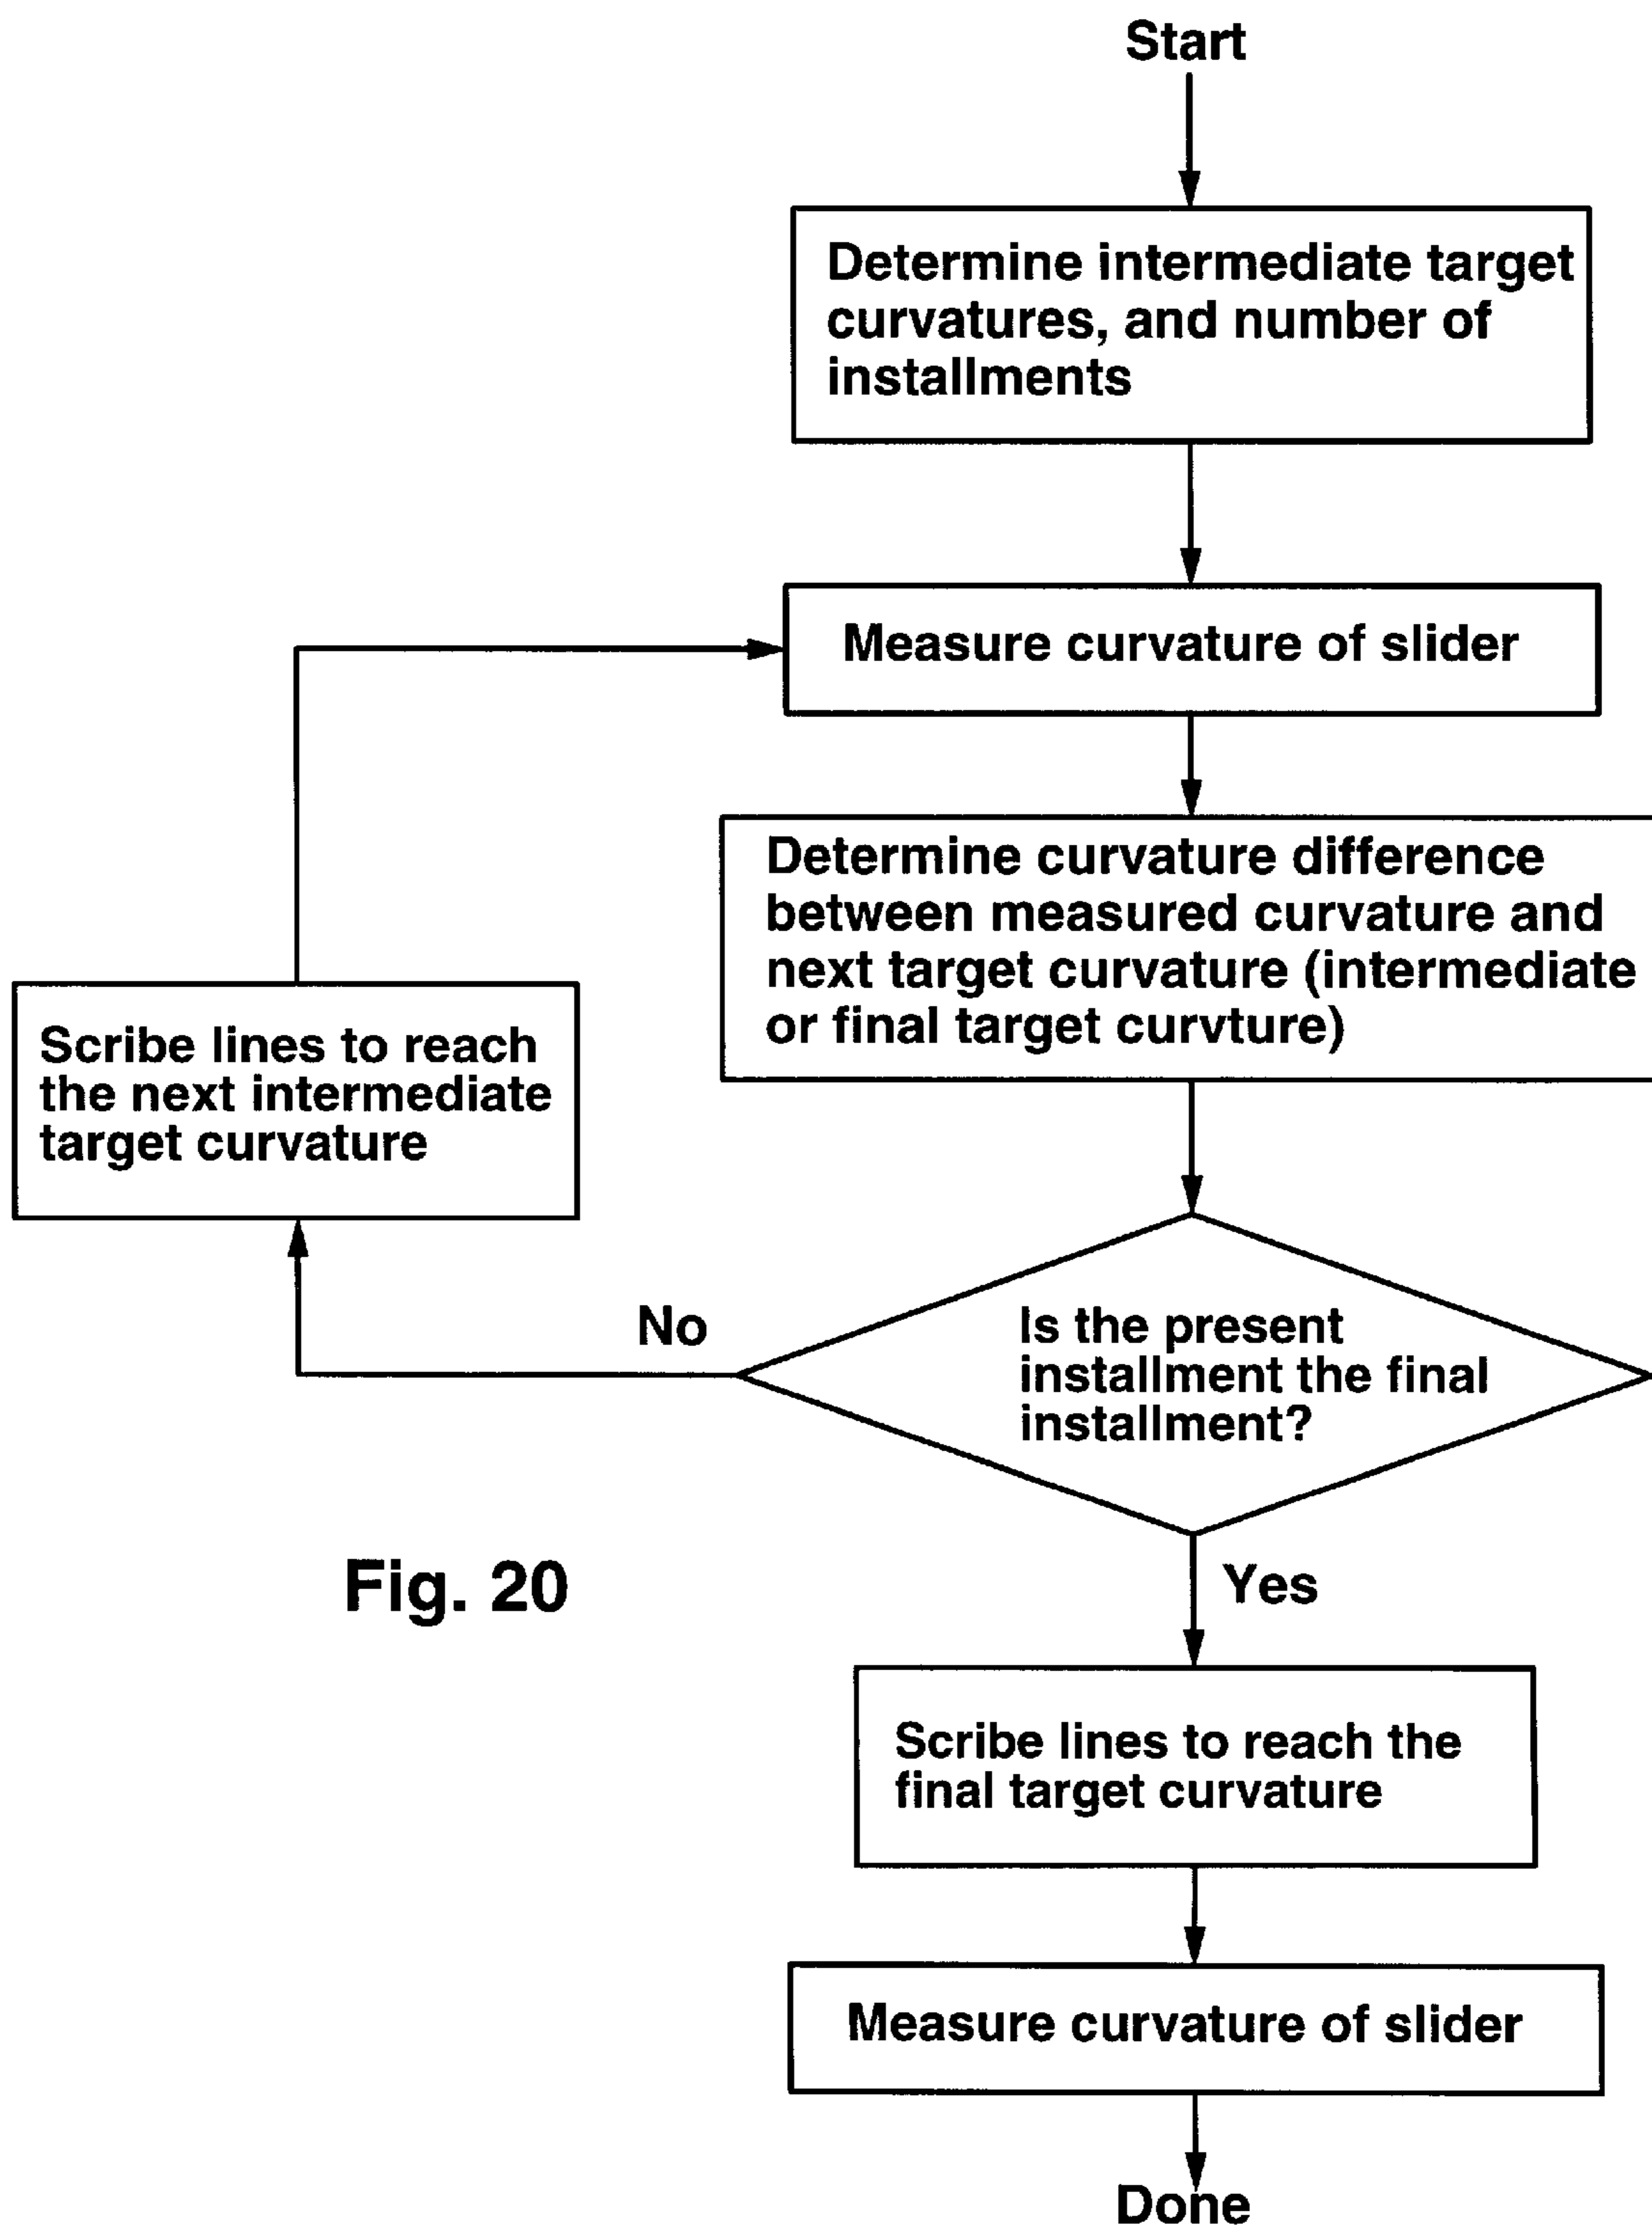 Start
Determine intermediate target
curvatures, and number of
installments
Measure curvature of slider
Determine curvature difference
between measured curvature and
next target curvature (intermediate
or final target curvture)
Scribe lines to reach
the next intermediate
target curvature
No
Is the present
installment the final
installment?
Yes
Fig. 20
Scribe lines to reach the
final target curvature
Measure curvature of slider
Done